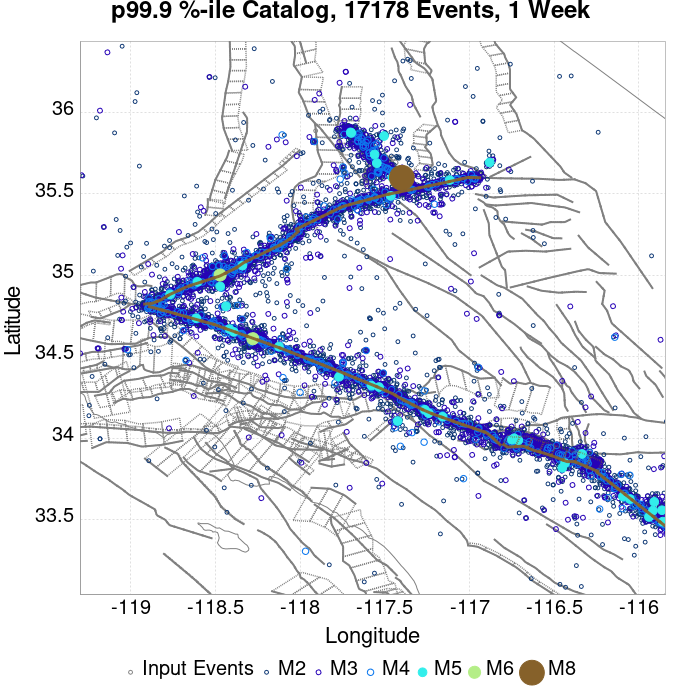 p99.9 %-ile Catalog, 17178 Events, 1 Week
36
35.5
35
34.5
34
33.5
Latitude
-119 -118.5 -118 -117.5 -117 -116.5 -116
Longitude
Input Events M2 M3 M4 M5 M6 M8